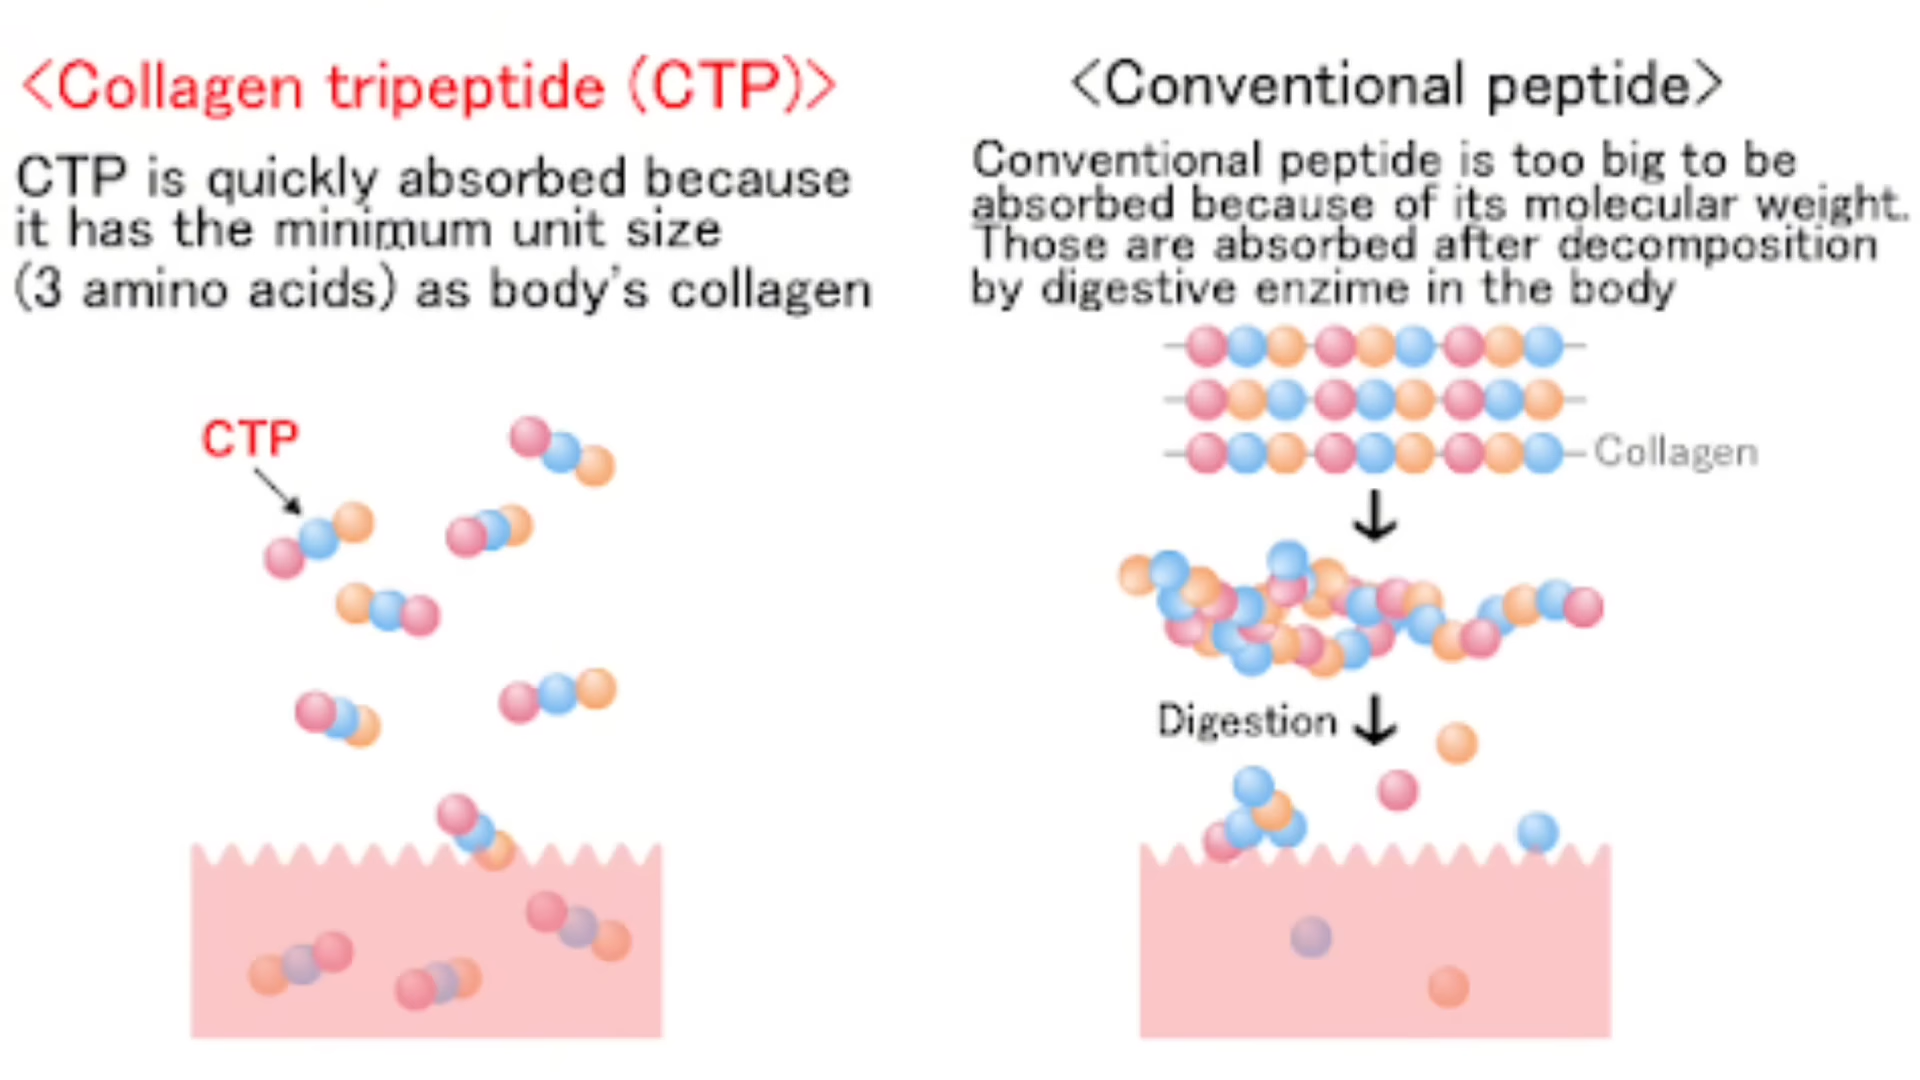 <Collagen tripeptide (CTP)>
CTP is quickly absorbed because
it has the minimum unit size
(3 amino acids) as body's collagen
CTP
<Conventional peptide>
Conventional peptide is too big to be
absorbed because of its molecular weight.
Those are absorbed after decomposition
by digestive enzime in the body
Collagen
Digestion